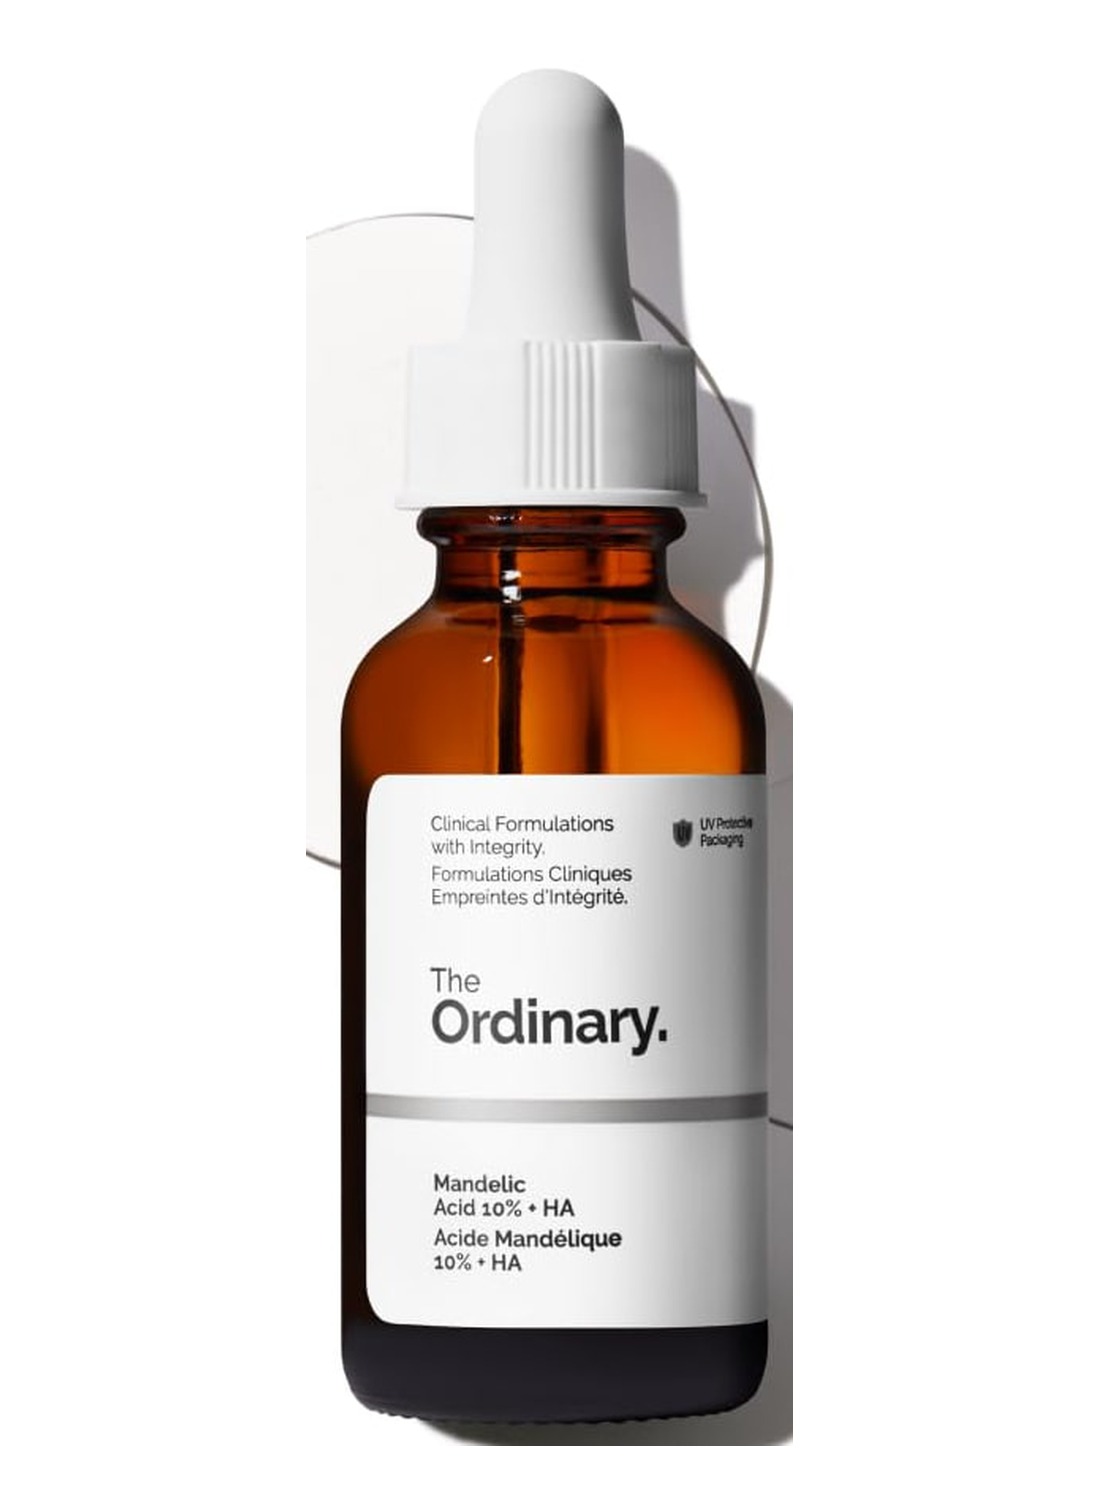 Clinical Formulations
with Integrity.
Formulations Cliniques
Empreintes d'Intégrité.
UV
UV Protective
Packaging
The
Ordinary.
Mandelic
Acid 10% + HA
Acide Mandélique
10% + HA